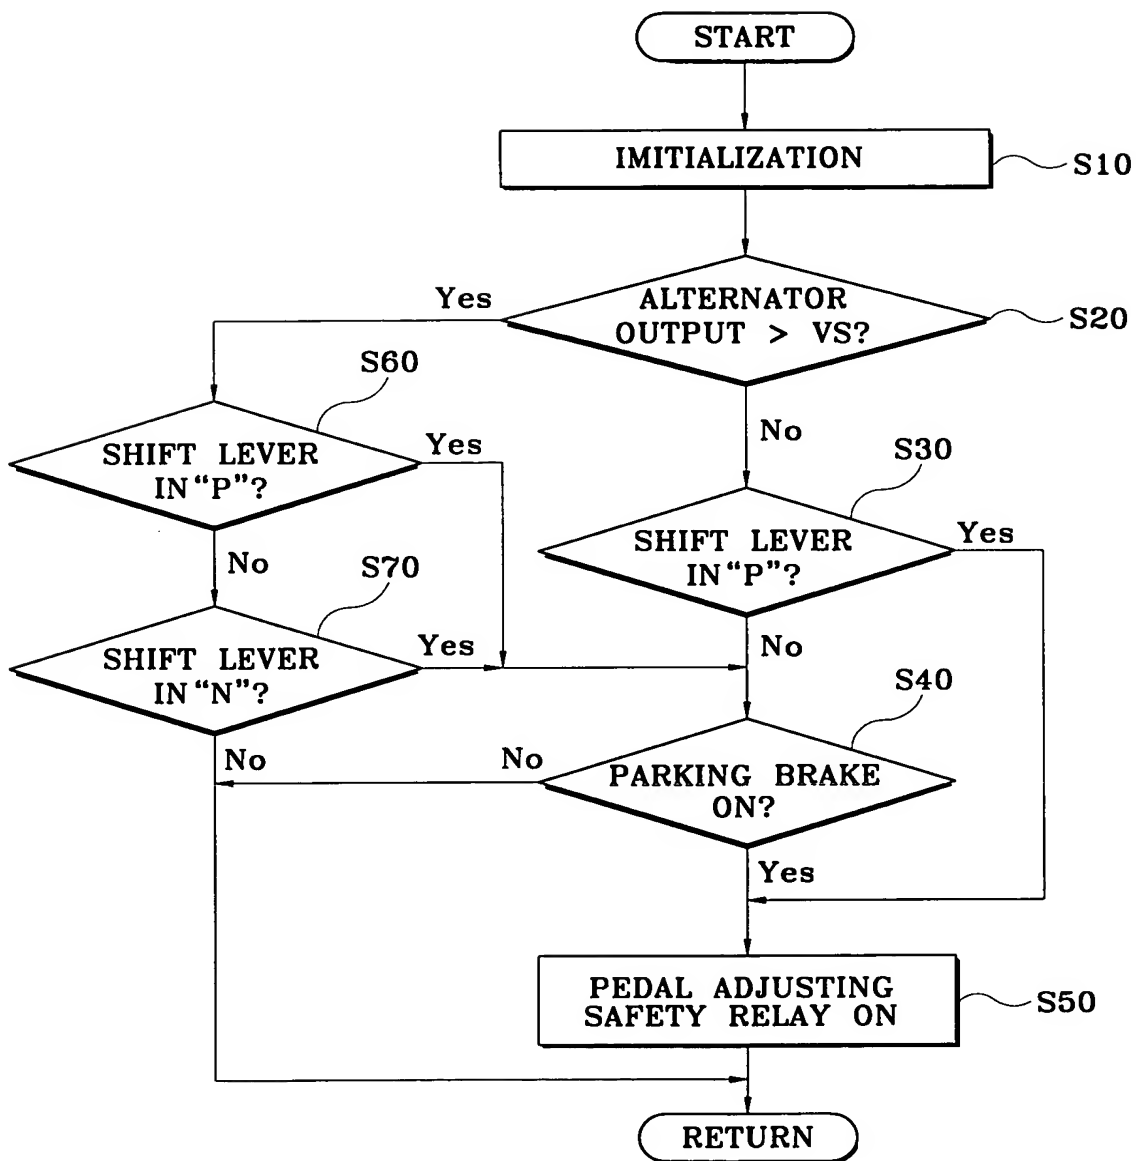 START
IMITIALIZATION
S10
ALTERNATOR
OUTPUT > VS?
S20
Yes
No
S60
SHIFT LEVER
IN "P"?
Yes
No
S30
SHIFT LEVER
IN "P"?
Yes
No
S70
SHIFT LEVER
IN "N"?
Yes
No
S40
PARKING BRAKE
ON?
No
Yes
PEDAL ADJUSTING
SAFETY RELAY ON
S50
RETURN